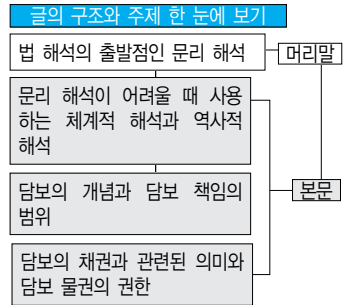 글의 구조와 주제 한 눈에 보기
법 해석의 출발점인 문리 해석
머리말
문리 해석이 어려울 때 사용
하는 체계적 해석과 역사적
해석
담보의 개념과 담보 책임의
범위
본문
담보의 채권과 관련된 의미와
담보 물권의 권한